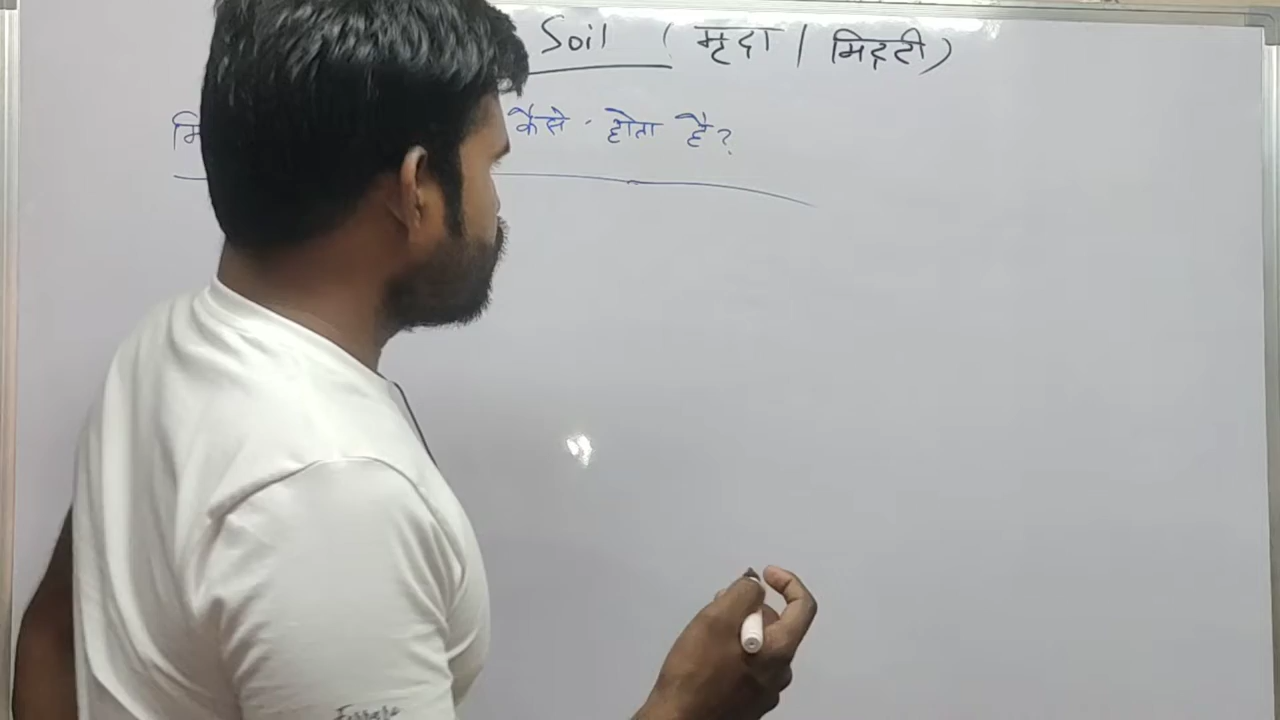 Soil ( मृदा | मिट्टी )
कैसे होता है?